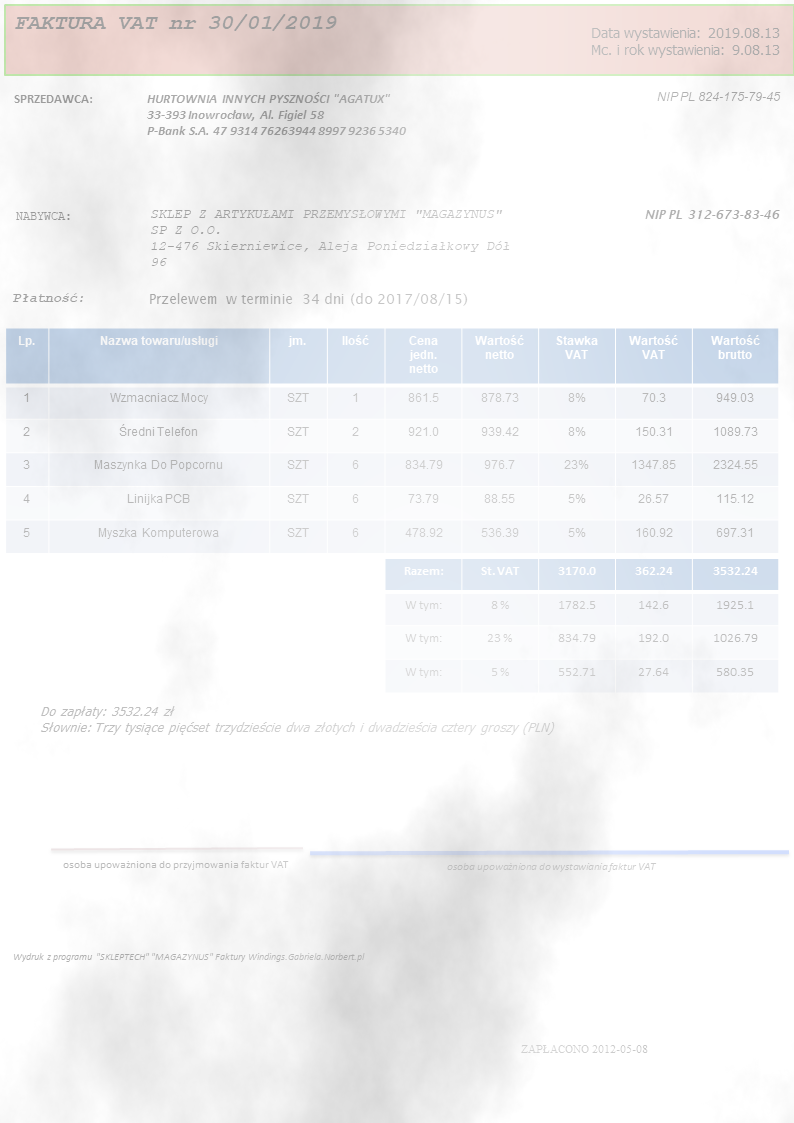 FAKTURA VAT nr 30/01/2019
Data wystawienia: 2019.08.13
Mc. i rok wystawienia: 9.08.13
SPRZEDAWCA: HURTOWNIA INNYCH PYSZNOŚCI "AGATUX" NIP PL 824-175-79-45
33-393 Inowrocław, Al. Figiel 58
P-Bank S.A. 47 9314 76263944 8997 9236 5340
NABYWCA: SKLEP Z ARTYKUŁAMI PRZEMYSŁOWYMI "MAGAZYNUS" NIP PL 312-673-83-46
SP Z O.O.
12-476 Skierniewice, Aleja Poniedziałkowy Dół
96
Płatność: Przelewem w terminie 34 dni (do 2017/08/15)
Lp. Nazwa towaru/usługi jm. Ilość Cena jedn. netto Wartość netto Stawka VAT Wartość VAT Wartość brutto
1 Wzmacniacz Mocy SZT 1 861.5 878.73 8% 70.3 949.03
2 Średni Telefon SZT 2 921.0 939.42 8% 150.31 1089.73
3 Maszynka Do Popcornu SZT 6 834.79 976.7 23% 1347.85 2324.55
4 Linijka PCB SZT 6 73.79 88.55 5% 26.57 115.12
5 Myszka Komputerowa SZT 6 478.92 536.39 5% 160.92 697.31
Razem: St. VAT 3170.0 362.24 3532.24
W tym: 8 % 1782.5 142.6 1925.1
W tym: 23 % 834.79 192.0 1026.79
W tym: 5 % 552.71 27.64 580.35
Do zapłaty: 3532.24 zł
Słownie: Trzy tysiące pięćset trzydzieście dwa złotych i dwadzieścia cztery groszy (PLN)
osoba upoważniona do przyjmowania faktur VAT
osoba upoważniona do wystawiania faktur VAT
Wydruk z programu "SKLEPTECH" "MAGAZYNUS" Faktury Windings.Gabriela.Norbert.pl
ZAPŁACONO 2012-05-08